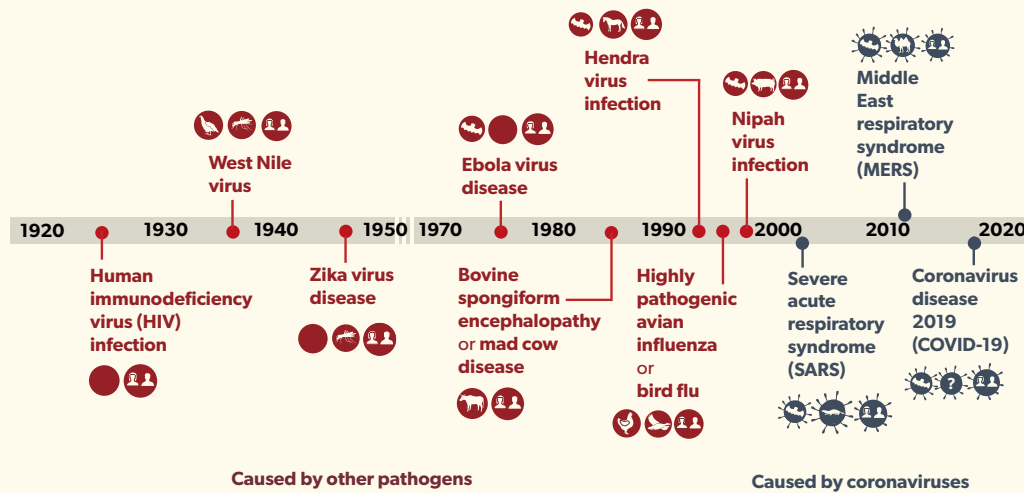 Hendra
virus
infection
Middle
East
respiratory
syndrome
(MERS)
Nipah
virus
infection
West Nile
virus
Ebola virus
disease
1920 1930 1940 1950 1970 1980 1990 2000 2010 2020
Human
immunodeficiency
virus (HIV)
infection
Zika virus
disease
Bovine
spongiform
encephalopathy
or mad cow
disease
Highly
pathogenic
avian
influenza
or
bird flu
Severe
acute
respiratory
syndrome
(SARS)
Coronavirus
disease
2019
(COVID-19)
?
Caused by other pathogens
Caused by coronaviruses